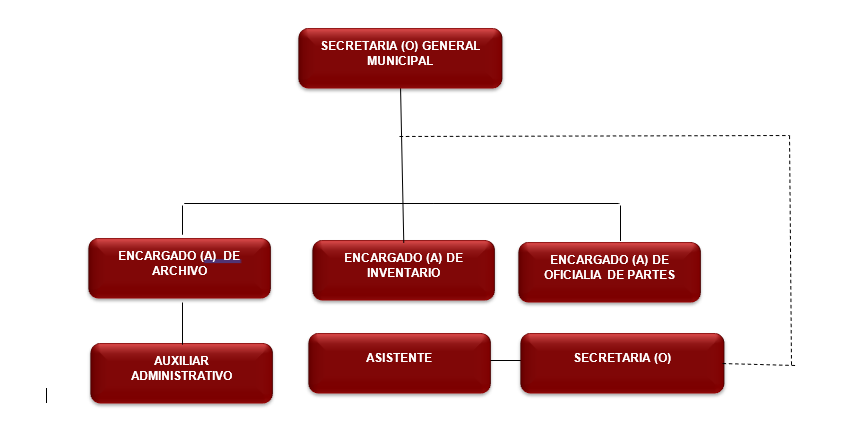 SECRETARIA (O) GENERAL
MUNICIPAL
ENCARGADO (A)  DE
ARCHIVO
ENCARGADO (A) DE
INVENTARIO
ENCARGADO (A) DE
OFICIALIA DE PARTES
AUXILIAR
ADMINISTRATIVO
ASISTENTE
SECRETARIA (O)